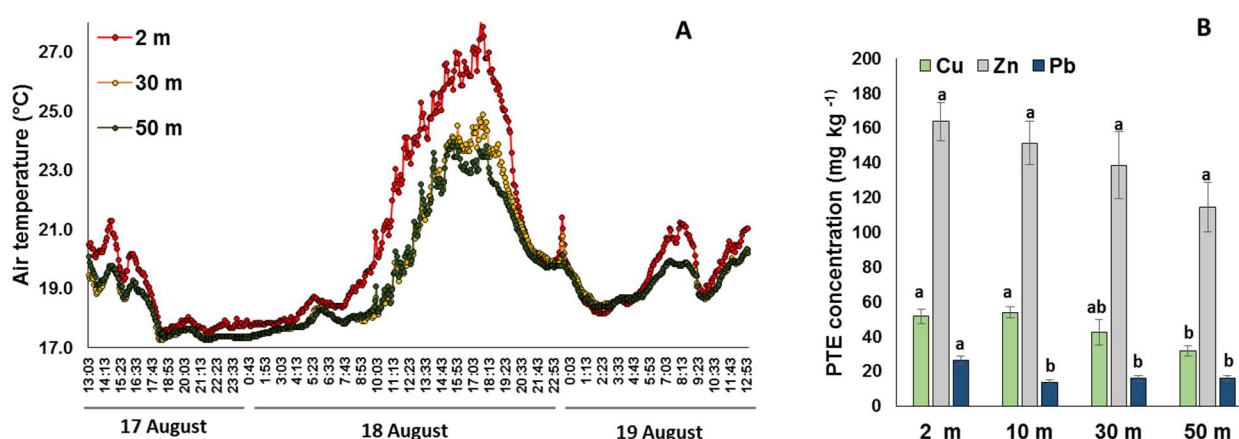 A
2 m
30 m
50 m
Air temperature (°C)
27.0
25.0
23.0
21.0
19.0
17.0
13:03
14:13
15:23
16:33
17:43
18:53
20:03
21:13
22:23
23:33
0:43
1:53
3:03
4:13
5:23
6:33
7:43
8:53
10:03
11:13
12:23
13:33
14:43
15:53
17:03
18:13
19:23
20:33
21:43
22:53
0:03
1:13
2:23
3:33
4:43
5:53
7:03
8:13
9:23
10:33
11:43
12:53
17 August
18 August
19 August
B
Cu Zn Pb
PTE concentration (mg kg ⁻¹)
200
180
160
140
120
100
80
60
40
20
0
a
a
a
a
a
b
a
ab
b
a
b
b
2 m 10 m 30 m 50 m